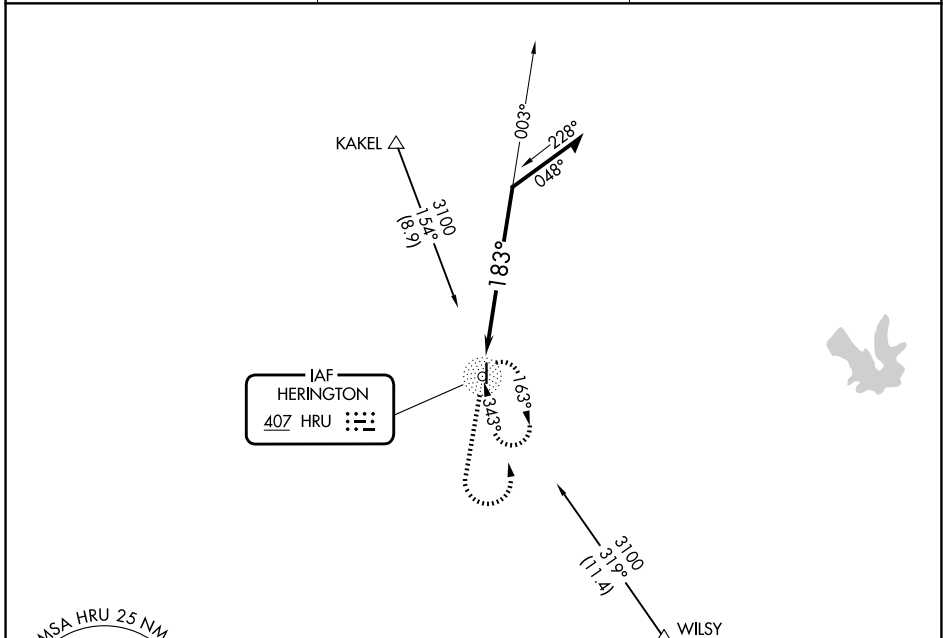 003°
228°
048°
KAKEL
3100
154°
(8.9)
183°
IAF
HERINGTON
407 HRU
163°
343°
3100
319°
(11.4)
WILSY
MSA HRU 25 NM